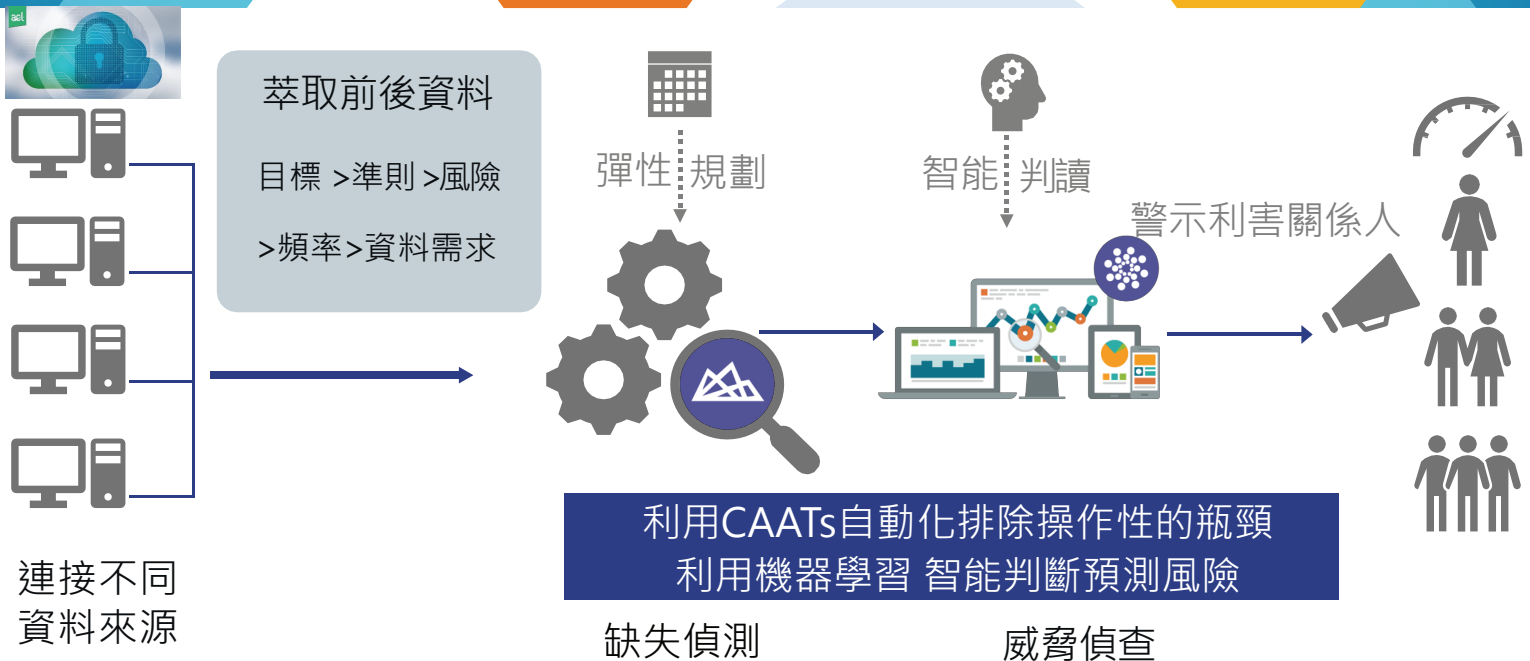 acl
萃取前後資料
目標 >準則 >風險
>頻率>資料需求
彈性 規劃
智能 判讀
警示利害關係人
利用CAATs自動化排除操作性的瓶頸
利用機器學習 智能判斷預測風險
連接不同
資料來源
缺失偵測
威脅偵查